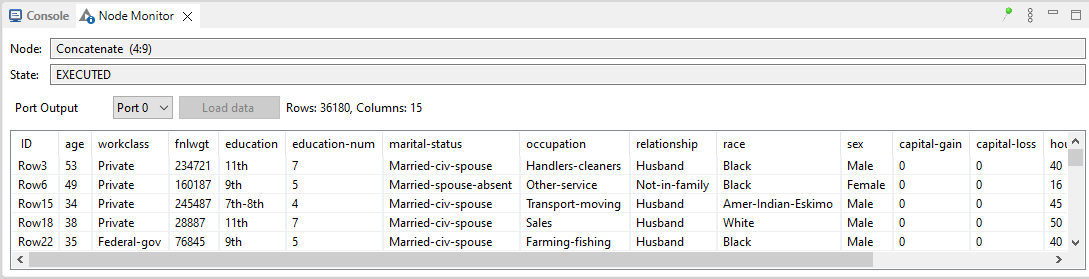 Console Node Monitor
Node: Concatenate (4:9)
State: EXECUTED
Port Output Port 0 Load data Rows: 36180, Columns: 15
ID age workclass fnlwgt education education-num marital-status occupation relationship race sex capital-gain capital-loss hou
Row3 53 Private 234721 11th 7 Married-civ-spouse Handlers-cleaners Husband Black Male 0 0 40
Row6 49 Private 160187 9th 5 Married-spouse-absent Other-service Not-in-family Black Female 0 0 16
Row15 34 Private 245487 7th-8th 4 Married-civ-spouse Transport-moving Husband Amer-Indian-Eskimo Male 0 0 45
Row18 38 Private 28887 11th 7 Married-civ-spouse Sales Husband White Male 0 0 50
Row22 35 Federal-gov 76845 9th 5 Married-civ-spouse Farming-fishing Husband Black Male 0 0 40